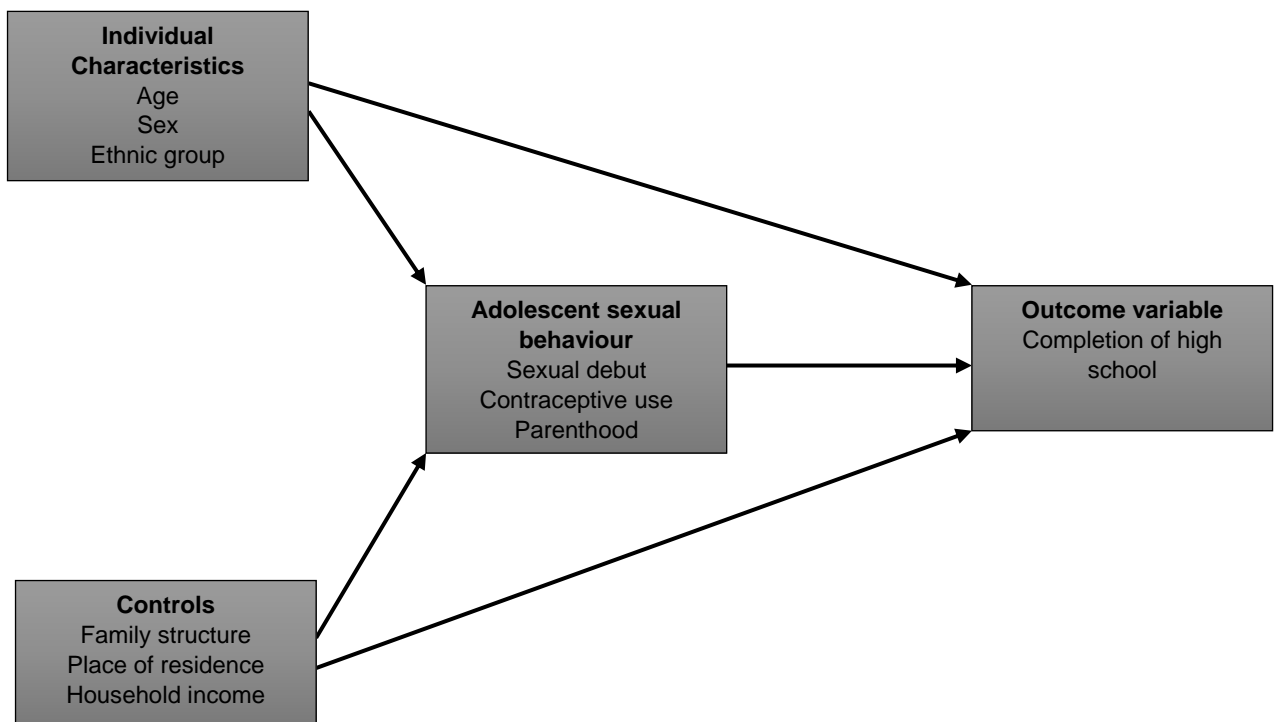 Individual
Characteristics
Age
Sex
Ethnic group
Adolescent sexual
behaviour
Sexual debut
Contraceptive use
Parenthood
Outcome variable
Completion of high
school
Controls
Family structure
Place of residence
Household income